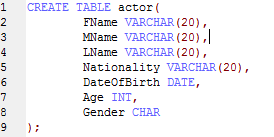 1 CREATE TABLE actor(
2 FName VARCHAR(20),
3 MName VARCHAR(20),
4 LName VARCHAR(20),
5 Nationality VARCHAR(20),
6 DateOfBirth DATE,
7 Age INT,
8 Gender CHAR
9 );